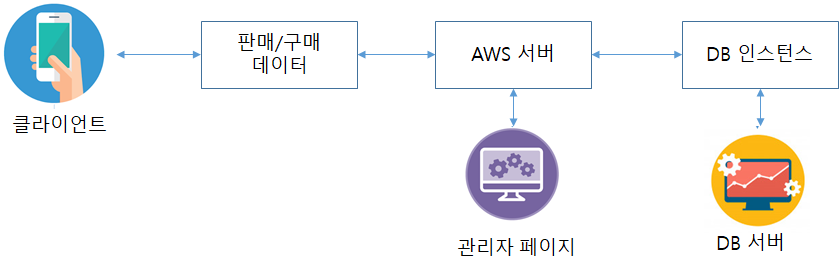 판매/구매
데이터
AWS 서버
DB 인스턴스
클라이언트
관리자 페이지
DB 서버